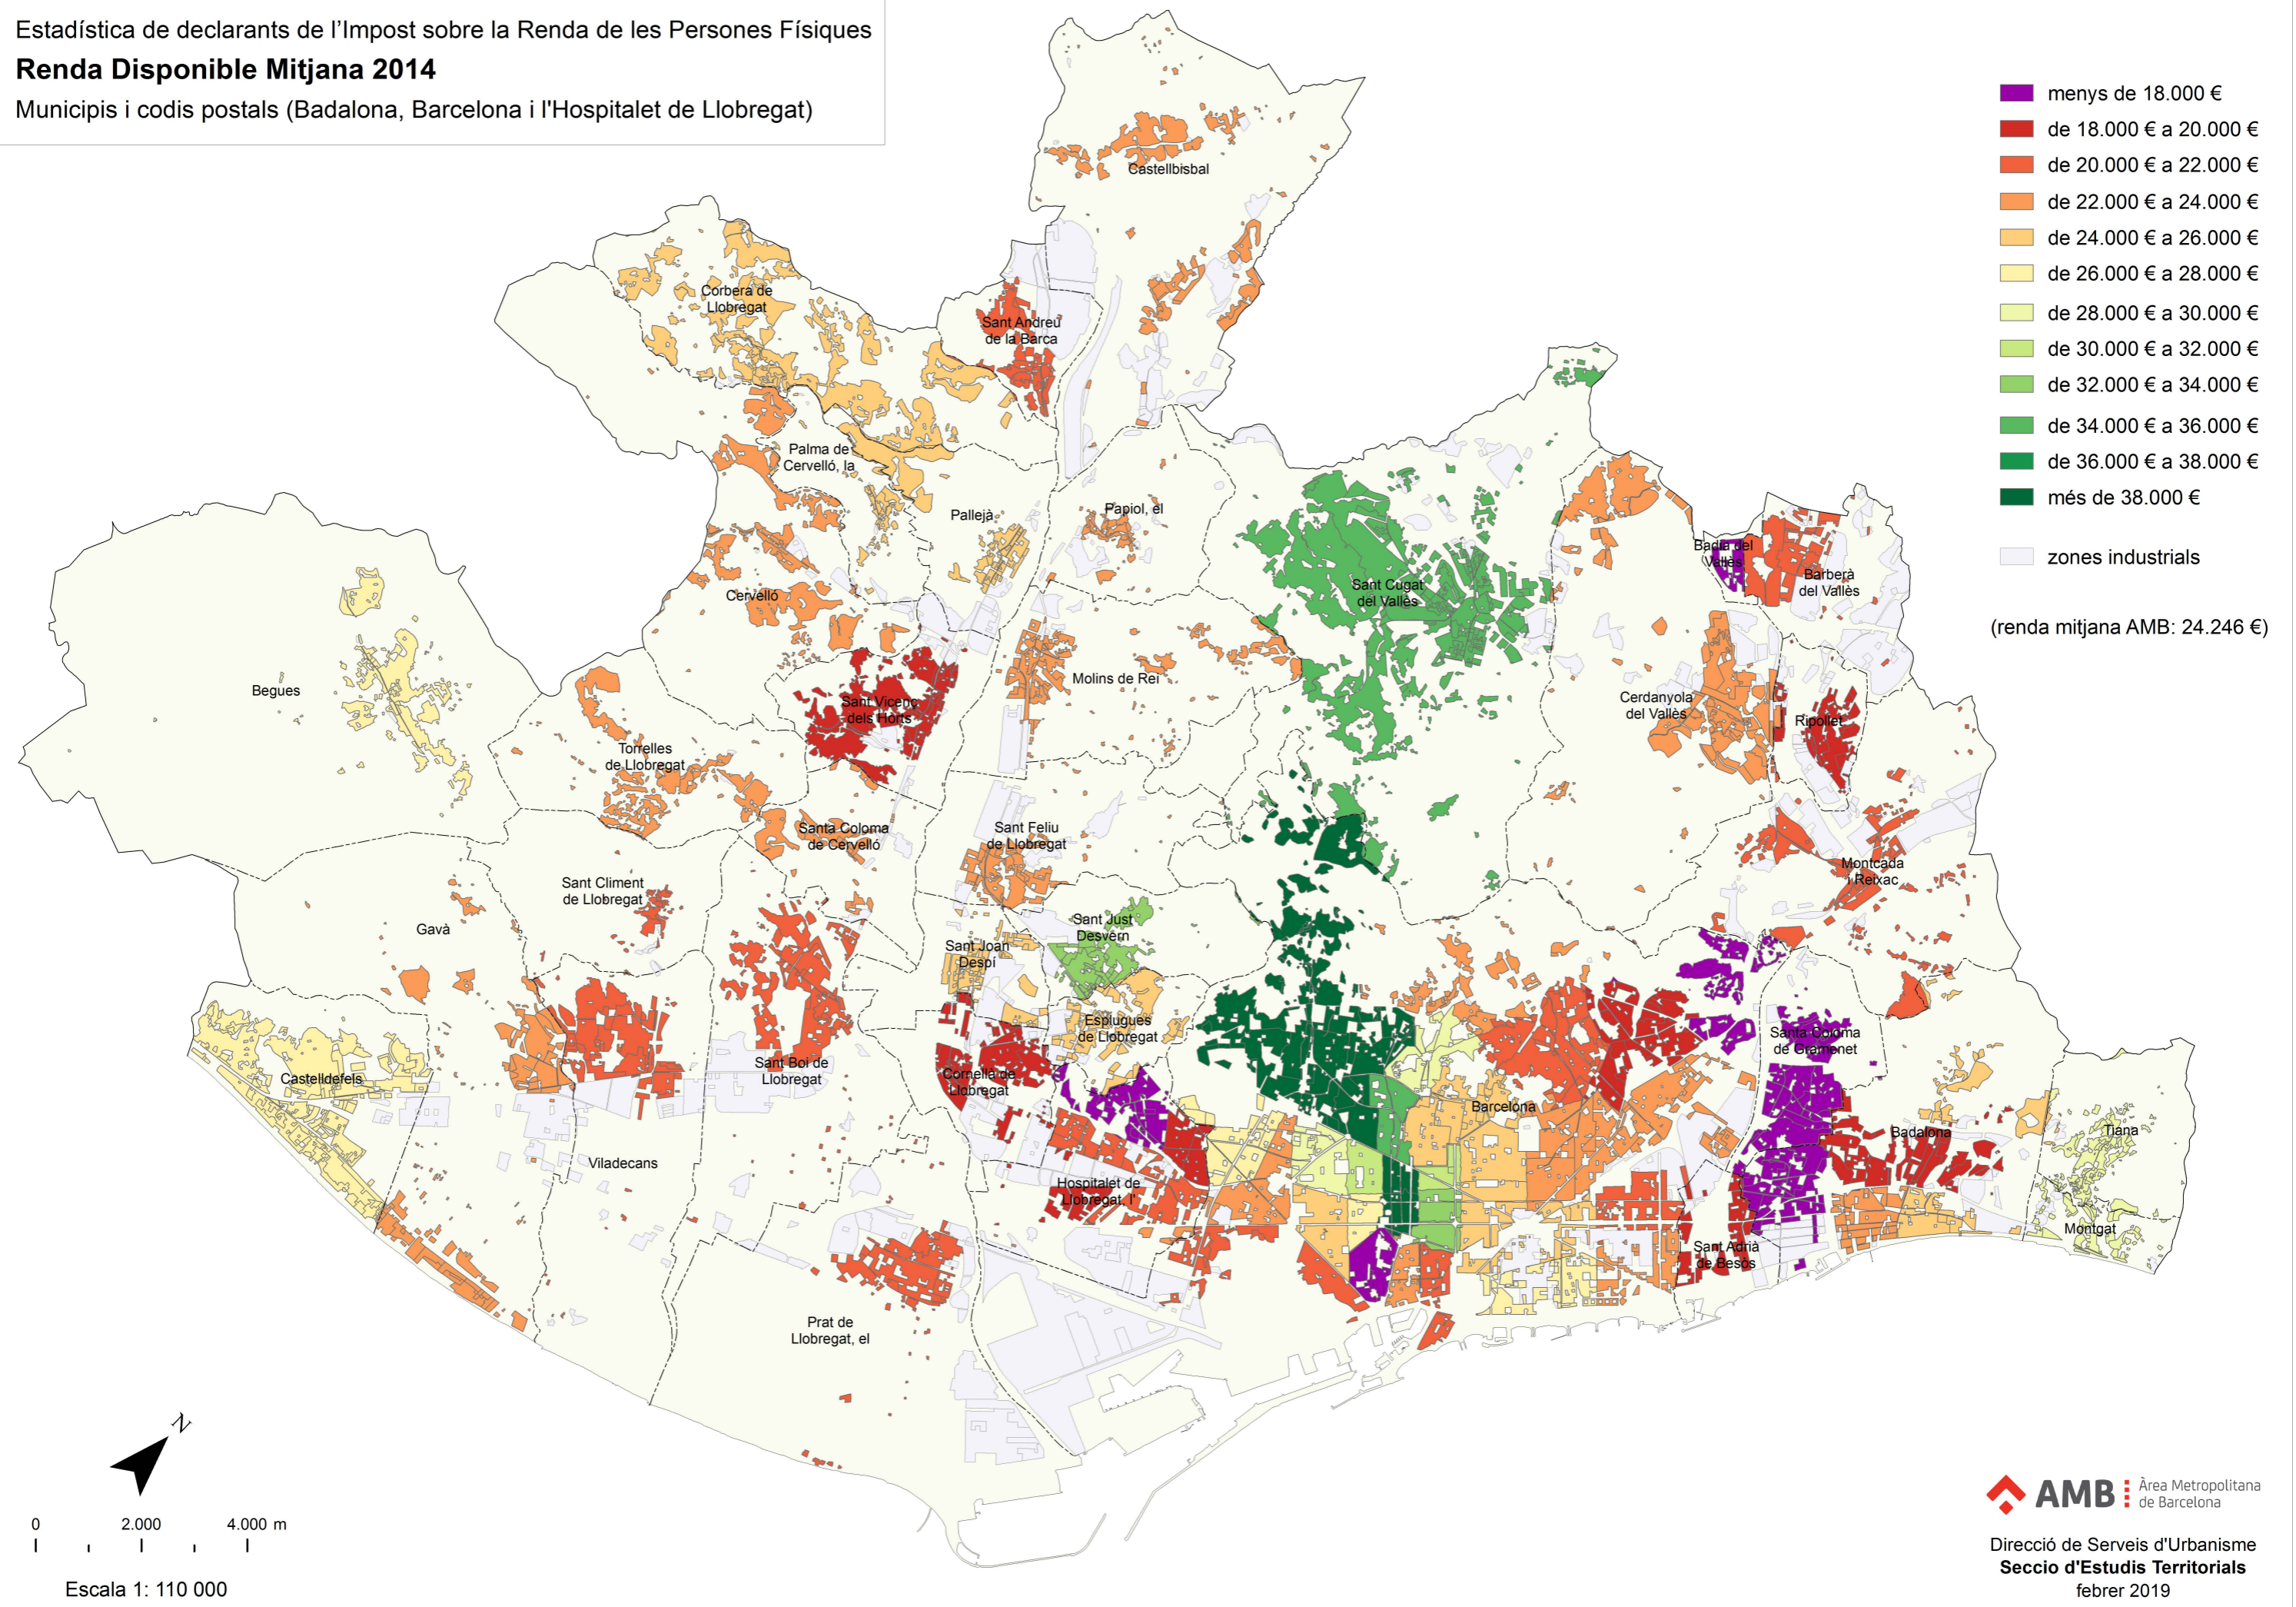 Estadística de declarants de l’Impost sobre la Renda de les Persones Físiques
Renda Disponible Mitjana 2014
Municipis i codis postals (Badalona, Barcelona i l'Hospitalet de Llobregat)
menys de 18.000 €
de 18.000 € a 20.000 €
de 20.000 € a 22.000 €
de 22.000 € a 24.000 €
de 24.000 € a 26.000 €
de 26.000 € a 28.000 €
de 28.000 € a 30.000 €
de 30.000 € a 32.000 €
de 32.000 € a 34.000 €
de 34.000 € a 36.000 €
de 36.000 € a 38.000 €
més de 38.000 €
zones industrials
(renda mitjana AMB: 24.246 €)
Castellbisbal
Corbera de
Llobregat
Sant Andreu
de la Barca
Palma de
Cervelló, la
Pallejà
Papiol, el
Badia del
Vallès
Barberà
del Vallès
Sant Cugat
del Vallès
Cervelló
Begues
Molins de Rei
Sant Vicenç
dels Horts
Cerdanyola
del Vallès
Ripollet
Torrelles
de Llobregat
Santa Coloma
de Cervelló
Sant Feliu
de Llobregat
Montcada
i Reixac
Sant Climent
de Llobregat
Gavà
Sant Just
Desvern
Sant Joan
Despí
Esplugues
de Llobregat
Santa Coloma
de Gramenet
Sant Boi de
Llobregat
Castelldefels
Cornellà de
Llobregat
Barcelona
Badalona
Tiana
Viladecans
Hospitalet de
Llobregat, l'
Montgat
Sant Adrià
de Besòs
Prat de
Llobregat, el
N
0 2.000 4.000 m
Escala 1: 110 000
AMB
Àrea Metropolitana
de Barcelona
Direcció de Serveis d'Urbanisme
Seccio d'Estudis Territorials
febrer 2019